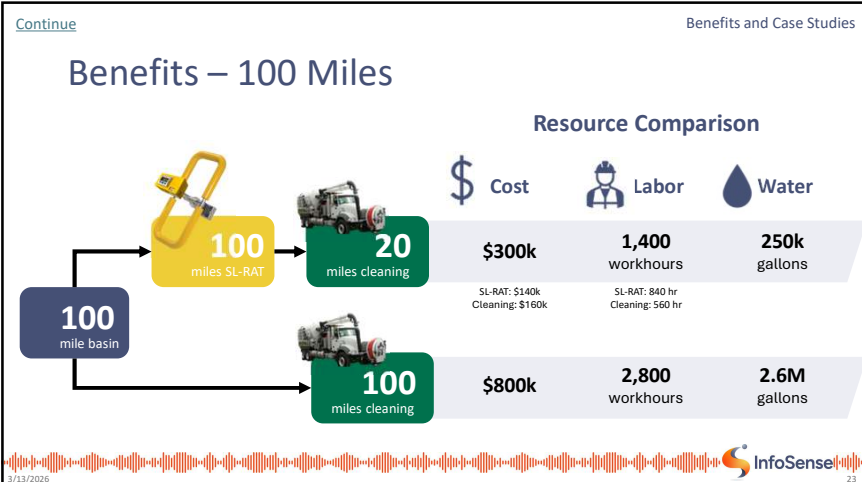 Continue
Benefits and Case Studies
Benefits – 100 Miles
Resource Comparison
$ Cost
Labor
Water
100
miles SL-RAT
20
miles cleaning
$300k
1,400
workhours
250k
gallons
SL-RAT: $140k
Cleaning: $160k
SL-RAT: 840 hr
Cleaning: 560 hr
100
mile basin
100
miles cleaning
$800k
2,800
workhours
2.6M
gallons
InfoSense
3/13/2026
23